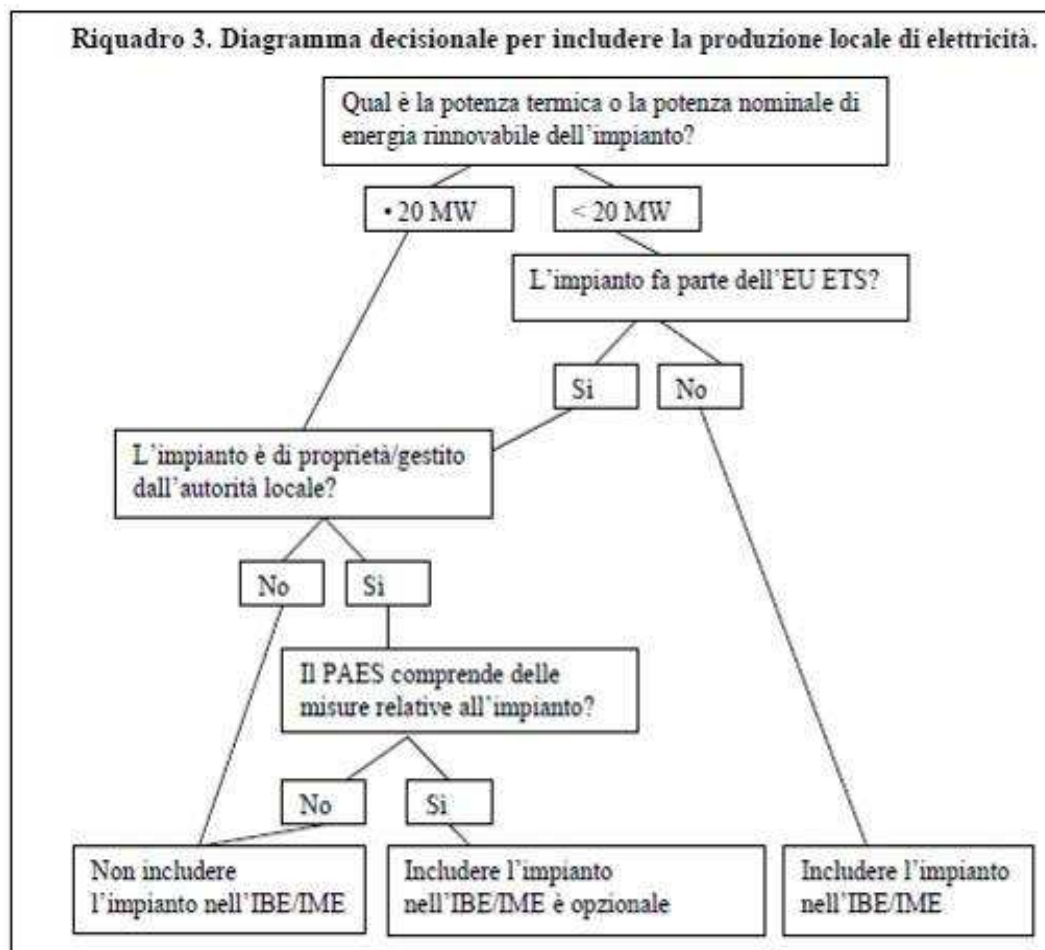 Riquadro 3. Diagramma decisionale per includere la produzione locale di elettricità.
Qual è la potenza termica o la potenza nominale di
energia rinnovabile dell'impianto?
• 20 MW
< 20 MW
L'impianto fa parte dell'EU ETS?
Si
No
L'impianto è di proprietà/gestito
dall'autorità locale?
No
Sì
Il PAES comprende delle
misure relative all'impianto?
No
Si
Non includere
l'impianto nell'IBE/IME
Includere l'impianto
nell'IBE/IME è opzionale
Includere l'impianto
nell'IBE/IME